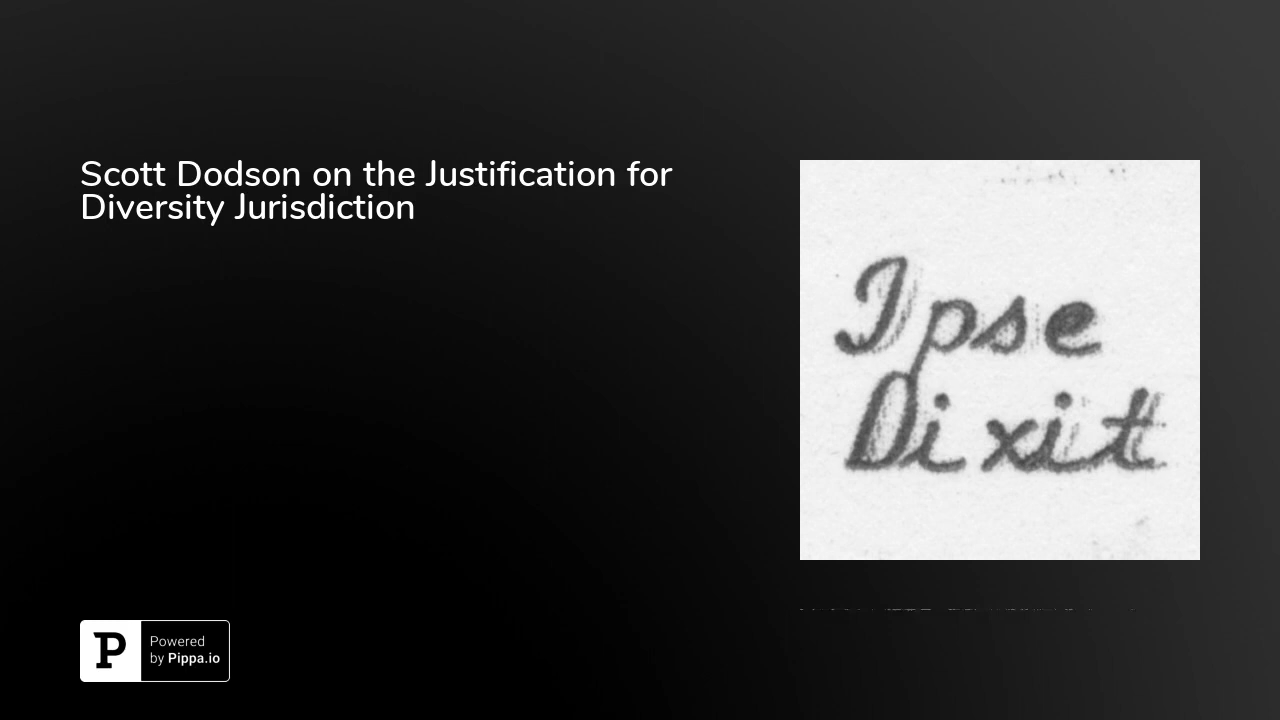 Scott Dodson on the Justification for
Diversity Jurisdiction
Ipse
Dixit
P
Powered
by Pippa.io